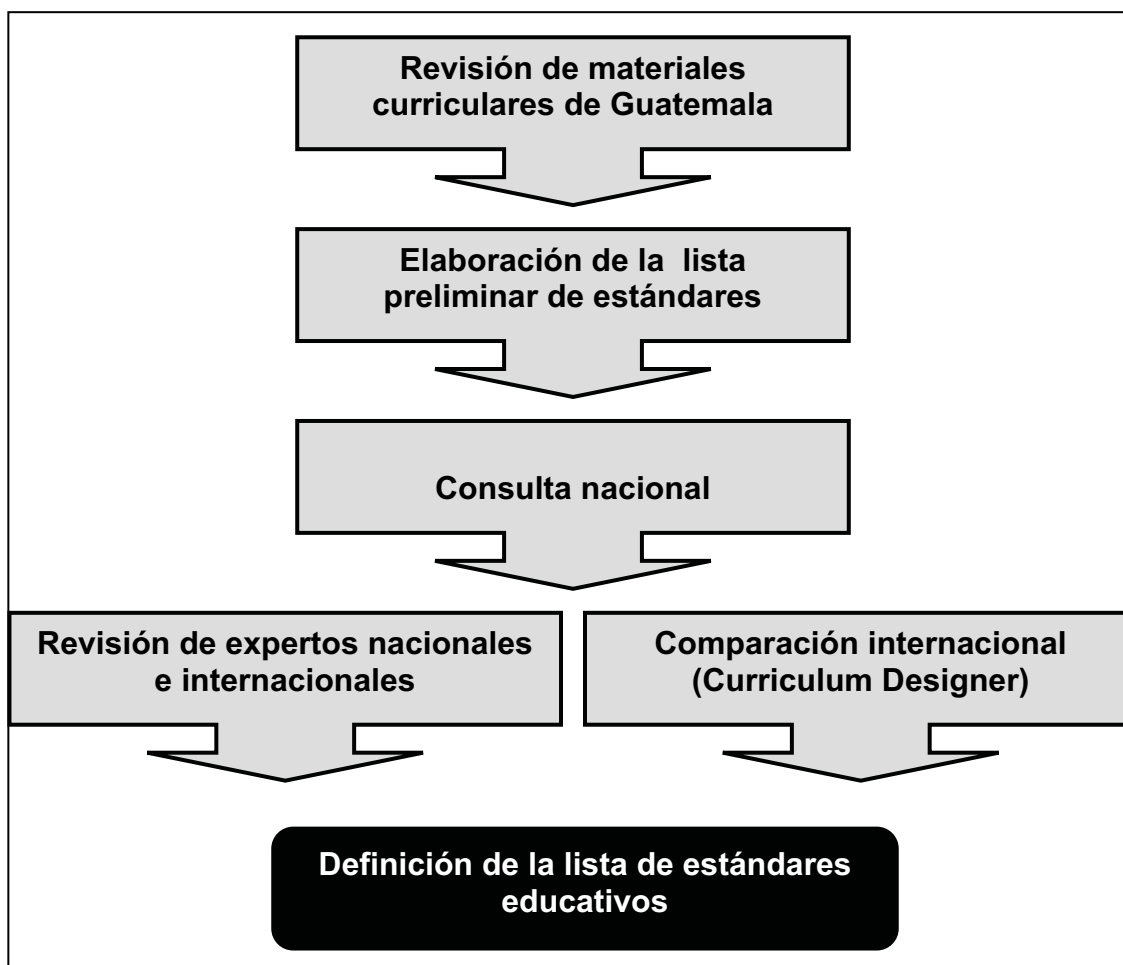 Revisión de materiales
curriculares de Guatemala
Elaboración de la lista
preliminar de estándares
Consulta nacional
Revisión de expertos nacionales
e internacionales
Comparación internacional
(Curriculum Designer)
Definición de la lista de estándares
educativos